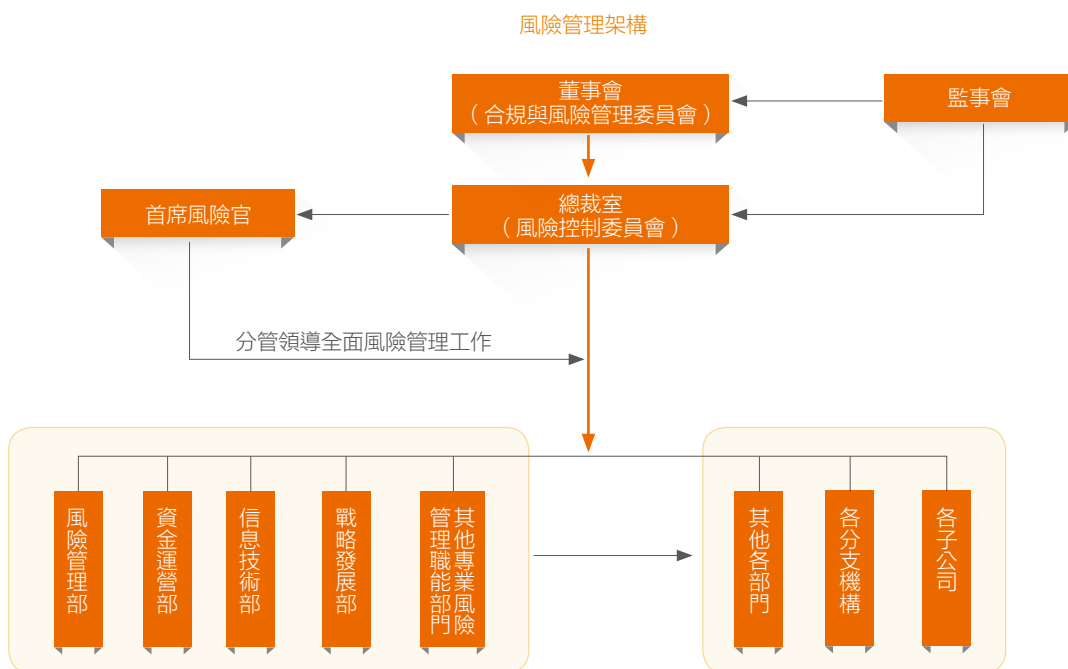 風險管理架構
董事會
（合規與風險管理委員會）
監事會
首席風險官
總裁室
（風險控制委員會）
分管領導全面風險管理工作
風險管理部
資金運營部
信息技術部
戰略發展部
其他專業風險
管理職能部門
其他各部門
各分支機構
各子公司